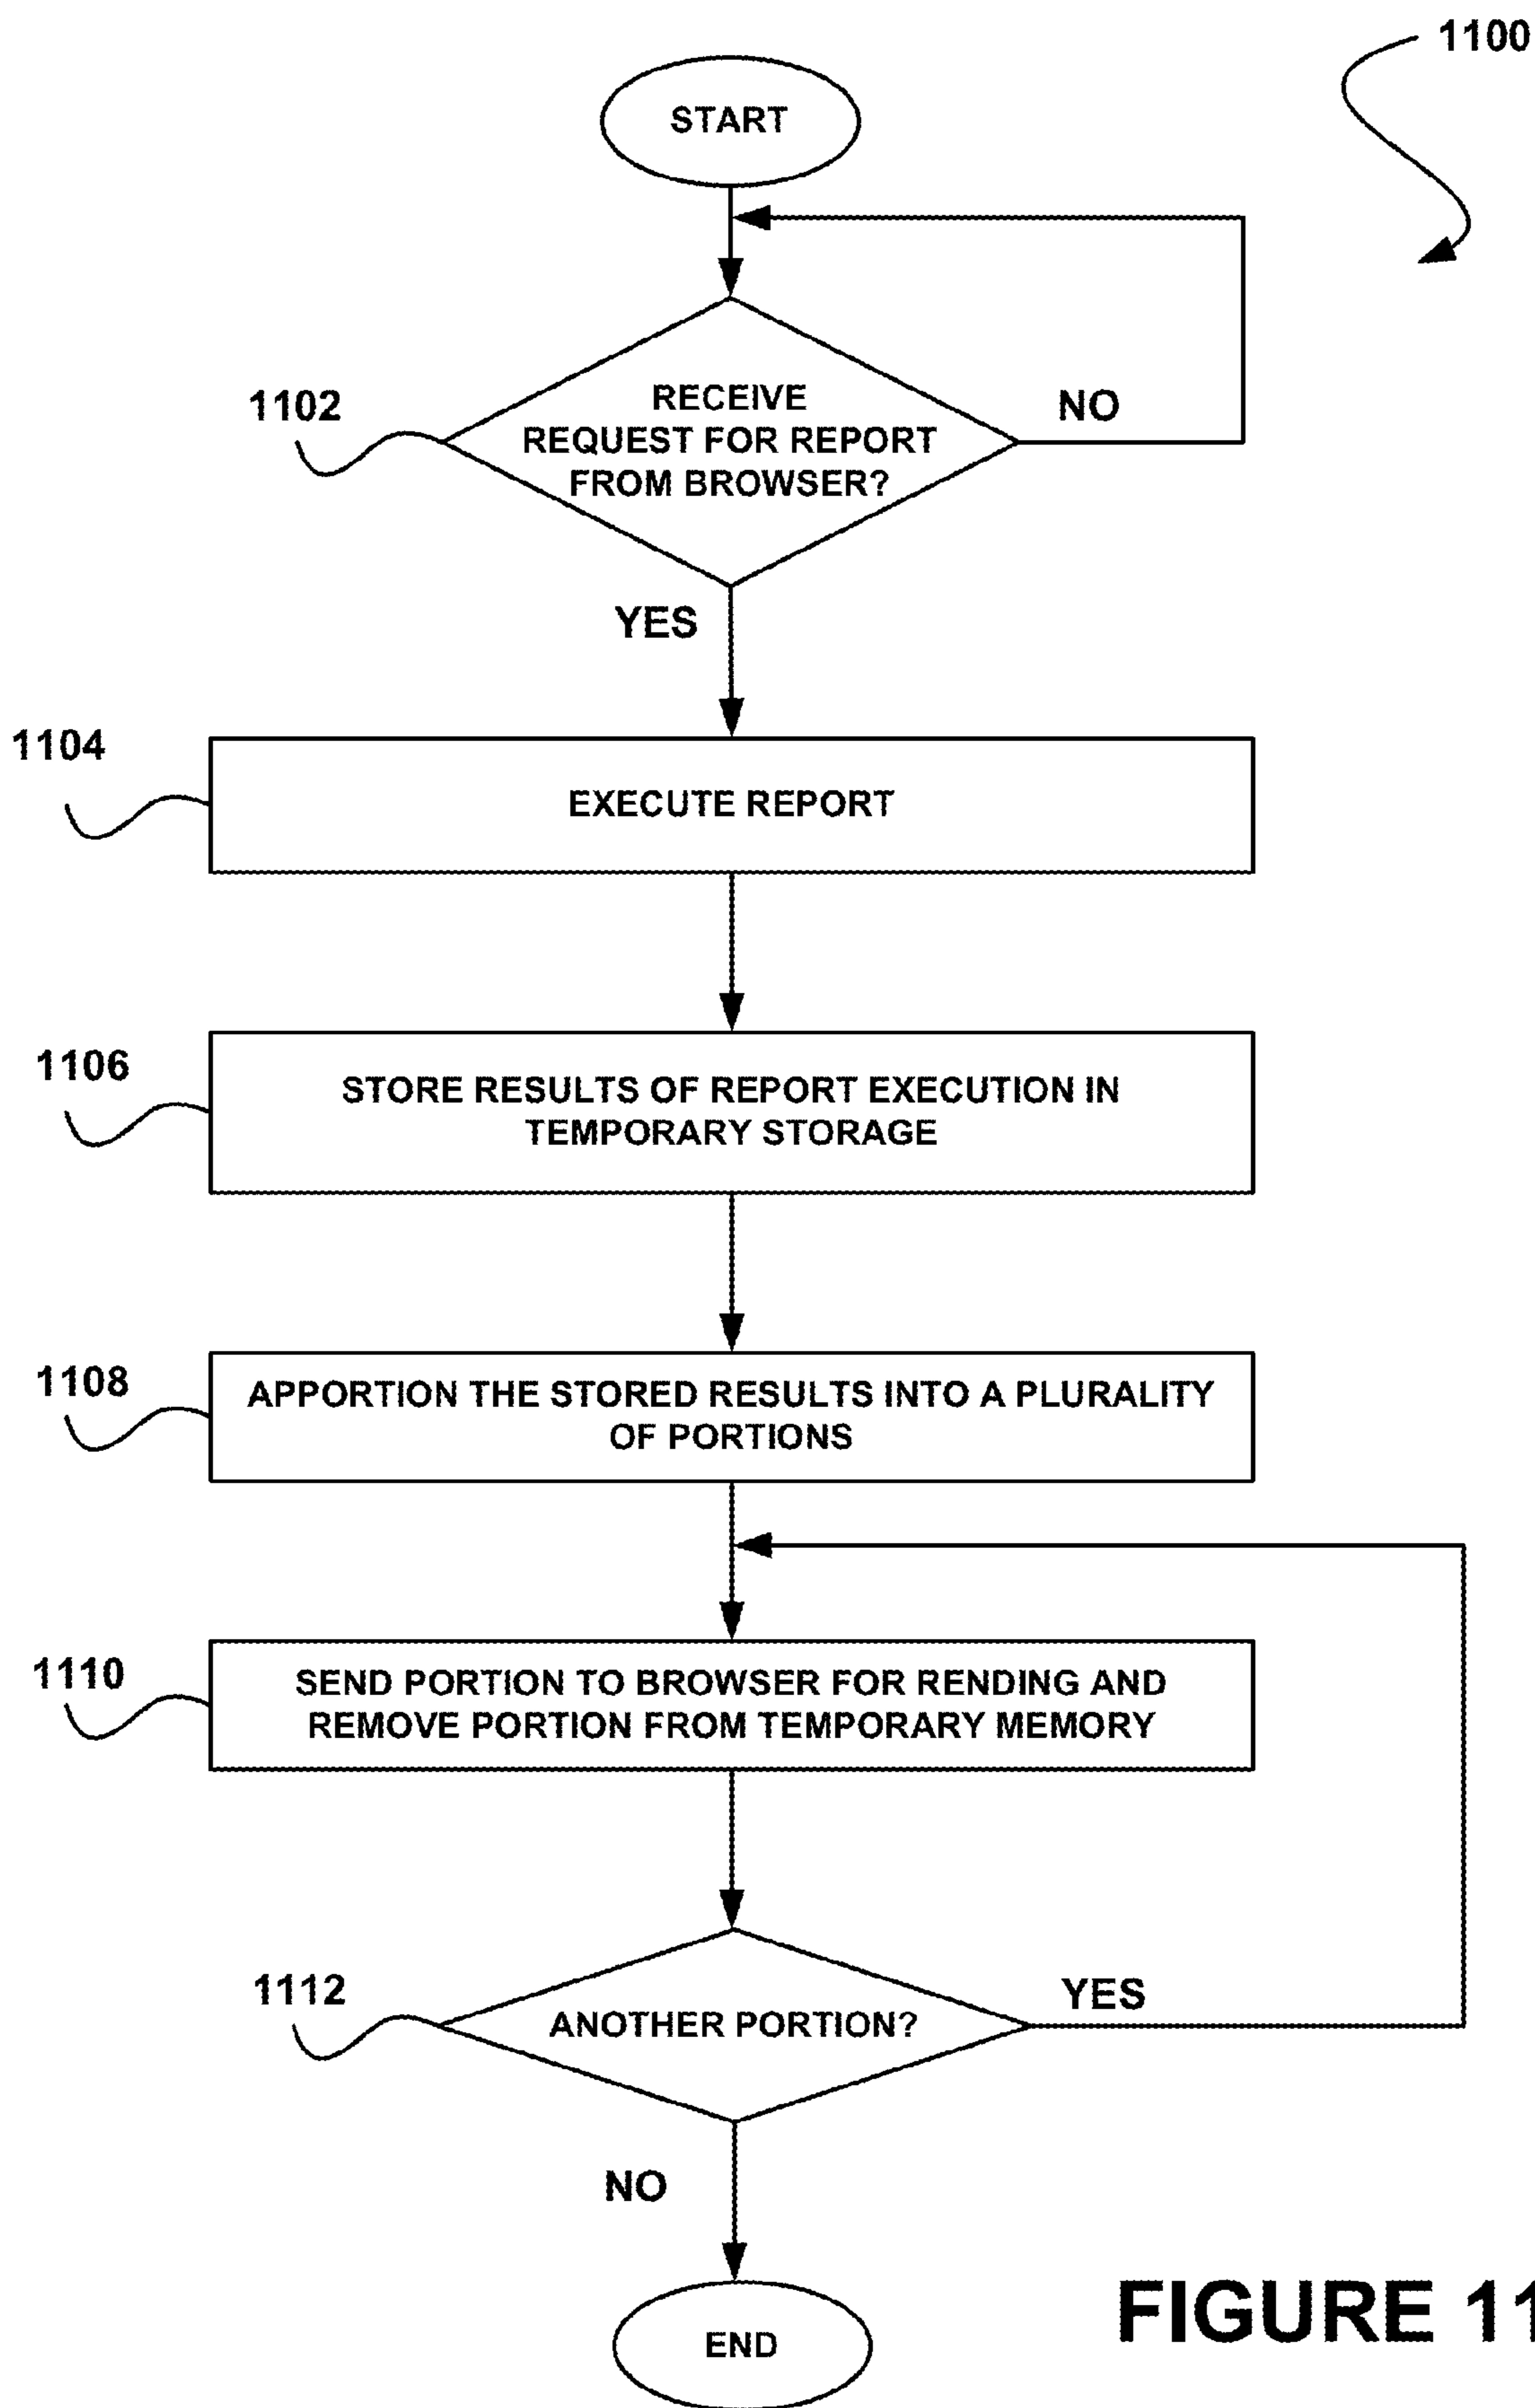 1100
START
1102
RECEIVE
REQUEST FOR REPORT
FROM BROWSER?
NO
YES
1104
EXECUTE REPORT
1106
STORE RESULTS OF REPORT EXECUTION IN
TEMPORARY STORAGE
1108
APPORTION THE STORED RESULTS INTO A PLURALITY
OF PORTIONS
1110
SEND PORTION TO BROWSER FOR RENDING AND
REMOVE PORTION FROM TEMPORARY MEMORY
1112
ANOTHER PORTION?
YES
NO
END
FIGURE 11